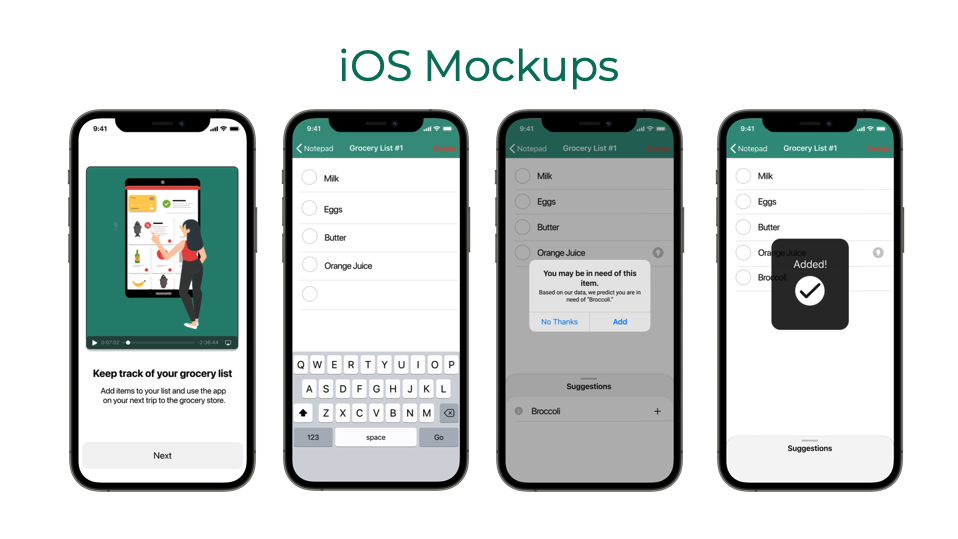 iOS Mockups
9:41
0:07:02
-2:36:44
Keep track of your grocery list
Add items to your list and use the app
on your next trip to the grocery store.
Next
9:41
Notepad
Grocery List #1
Delete
Milk
Eggs
Butter
Orange Juice
Q W E R T Y U I O P
A S D F G H J K L
Z X C V B N M
123
space
Go
9:41
Notepad
Grocery List #1
Delete
Milk
Eggs
Butter
Orange Juice
You may be in need of this
item.
Based on our data, we predict you are in
need of "Broccoli."
No Thanks
Add
Suggestions
Broccoli
+
9:41
Notepad
Grocery List #1
Delete
Milk
Eggs
Butter
Orange Juice
Broccoli
Added!
Suggestions